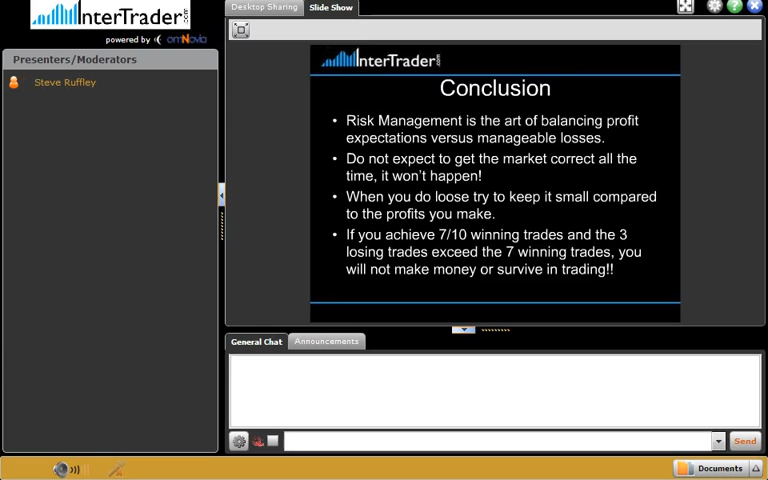 InterTrader.com
powered by omNovia
Presenters/Moderators
Steve Ruffley
Desktop Sharing
Slide Show
InterTrader.com
Conclusion
• Risk Management is the art of balancing profit
expectations versus manageable losses.
• Do not expect to get the market correct all the
time, it won't happen!
• When you do loose try to keep it small compared
to the profits you make.
• If you achieve 7/10 winning trades and the 3
losing trades exceed the 7 winning trades, you
will not make money or survive in trading!!
General Chat
Announcements
Send
Documents